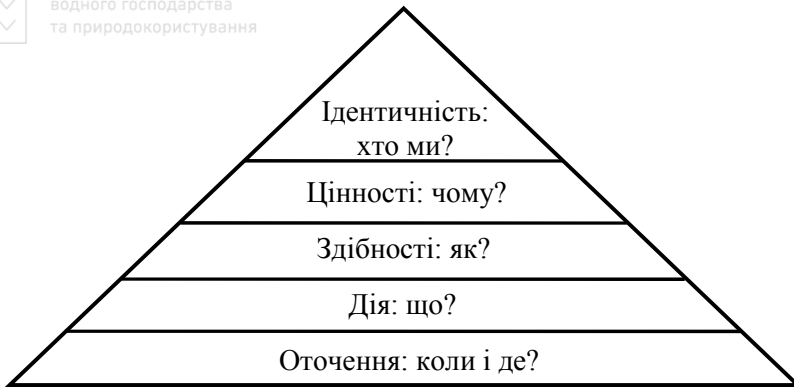 водного господарства
та природокористування
Ідентичність:
хто ми?
Цінності: чому?
Здібності: як?
Дія: що?
Оточення: коли і де?